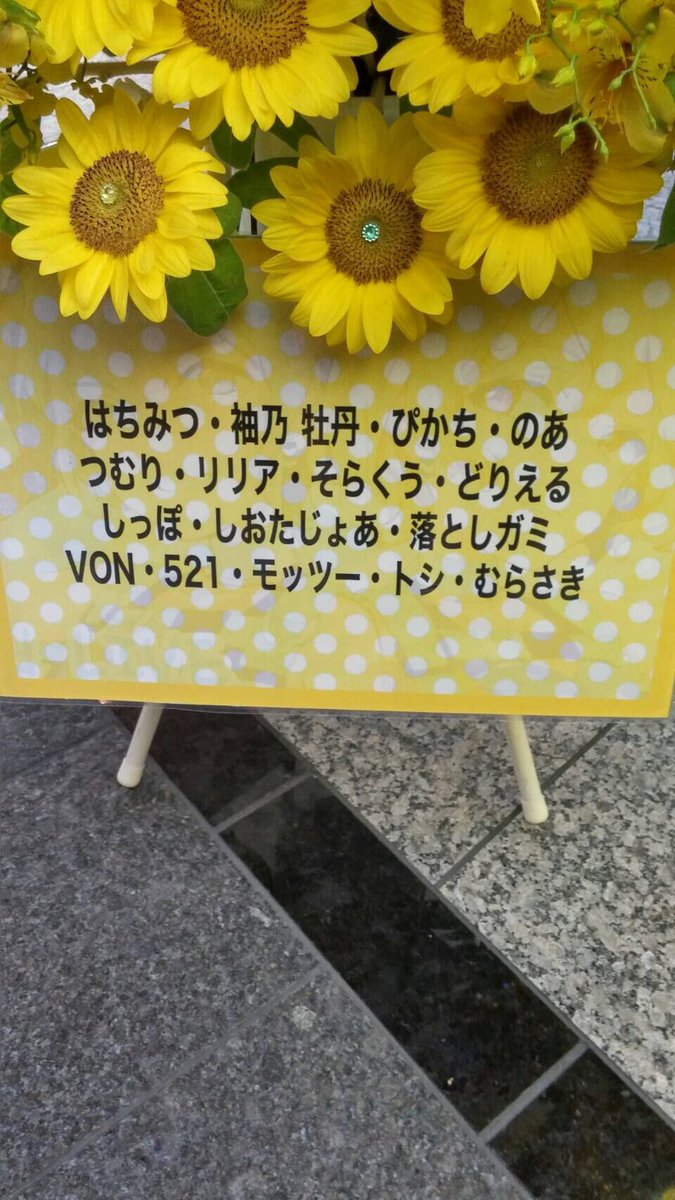 はちみつ・袖乃 牡丹・ぴかち・のあ
つむり・リリア・そらくう・どりえる
しっぽ・しおたじょあ・落としガミ
VON・521・モッツー・トシ・むらさき